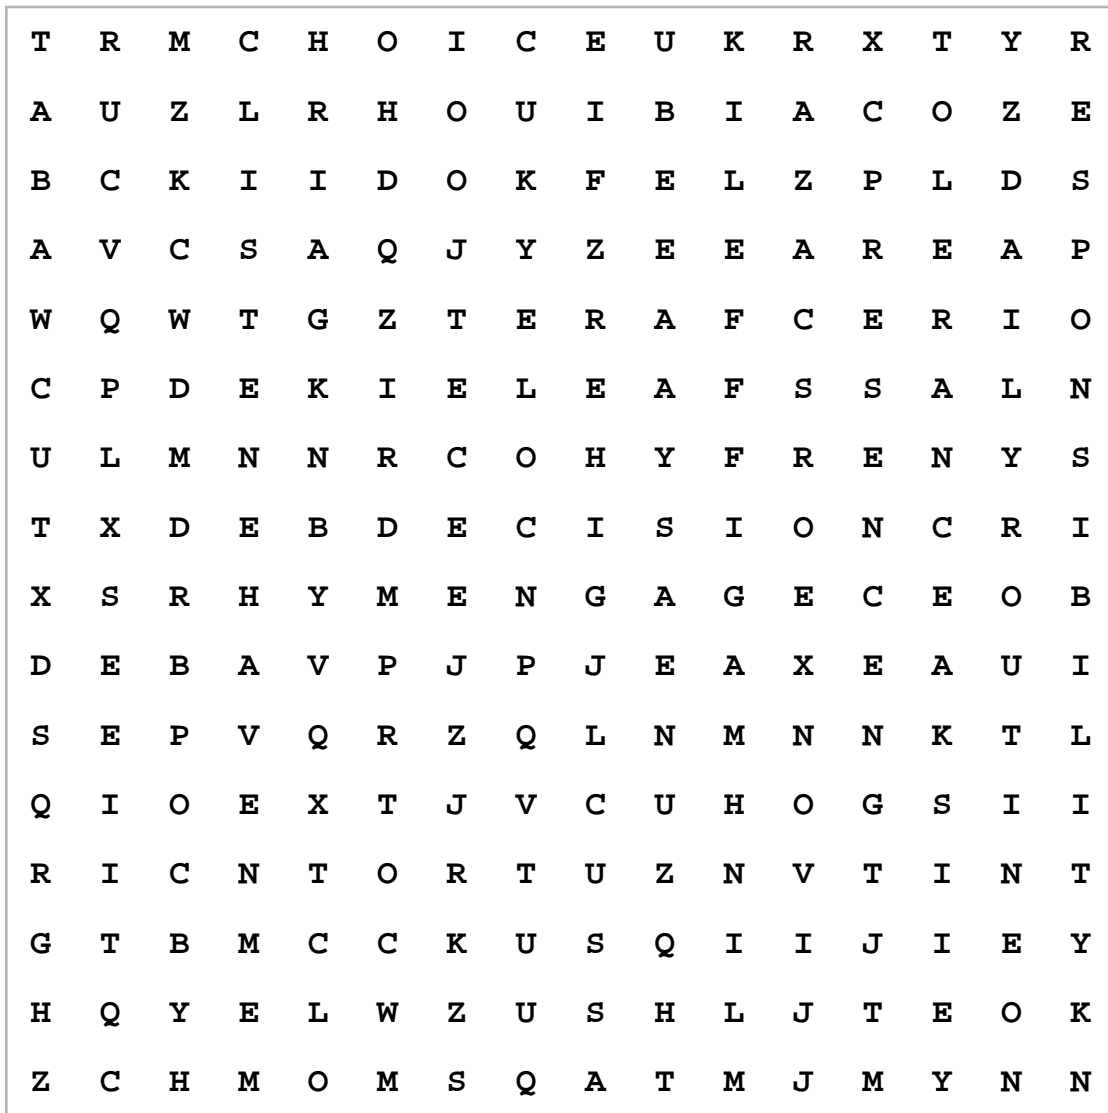 T R M C H O I C E U K R X T Y R
A U Z L R H O U I B I A C O Z E
B C K I I D O K F E L Z P L D S
A V C S A Q J Y Z E E A R E A P
W Q W T G Z T E R A F C E R I O
C P D E K I E L E A F S S A L N
U L M N N R C O H Y F R E N Y S
T X D E B D E C I S I O N C R I
X S R H Y M E N G A G E C E O B
D E B A V P J P J E A X E A U I
S E P V Q R Z Q L N M N N K T L
Q I O E X T J V C U H O G S I I
R I C N T O R T U Z N V T I N T
G T B M C C K U S Q I I J I E Y
H Q Y E L W Z U S H L J T E O K
Z C H M O M S Q A T M J M Y N N